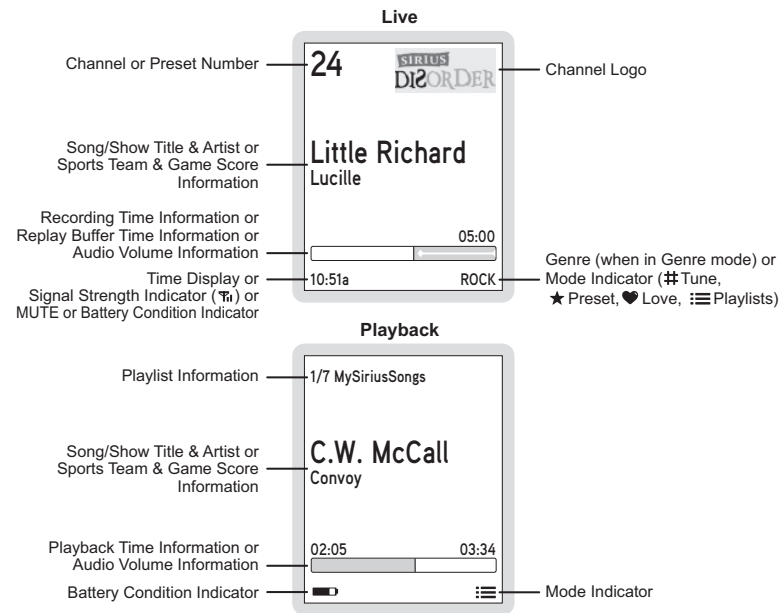 Live
Channel or Preset Number
24
SIRIUS
DISORDER
Channel Logo
Song/Show Title & Artist or
Sports Team & Game Score
Information
Little Richard
Lucille
Recording Time Information or
Replay Buffer Time Information or
Audio Volume Information
05:00
Time Display or
Signal Strength Indicator ( ) or
MUTE or Battery Condition Indicator
10:51a
ROCK
Genre (when in Genre mode) or
Mode Indicator (# Tune,
★ Preset, ♥ Love, Playlists)
Playback
Playlist Information
1/7 MySiriusSongs
Song/Show Title & Artist or
Sports Team & Game Score
Information
C.W. McCall
Convoy
Playback Time Information or
Audio Volume Information
02:05
03:34
Battery Condition Indicator
Mode Indicator